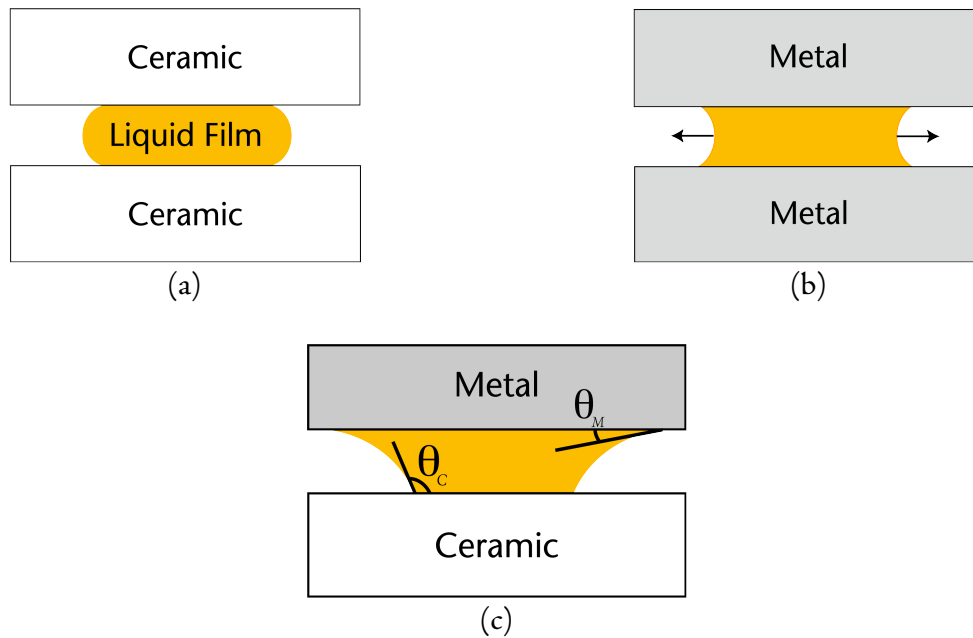 Ceramic
Liquid Film
Ceramic
(a)
Metal
Metal
(b)
Metal
θM
θC
Ceramic
(c)